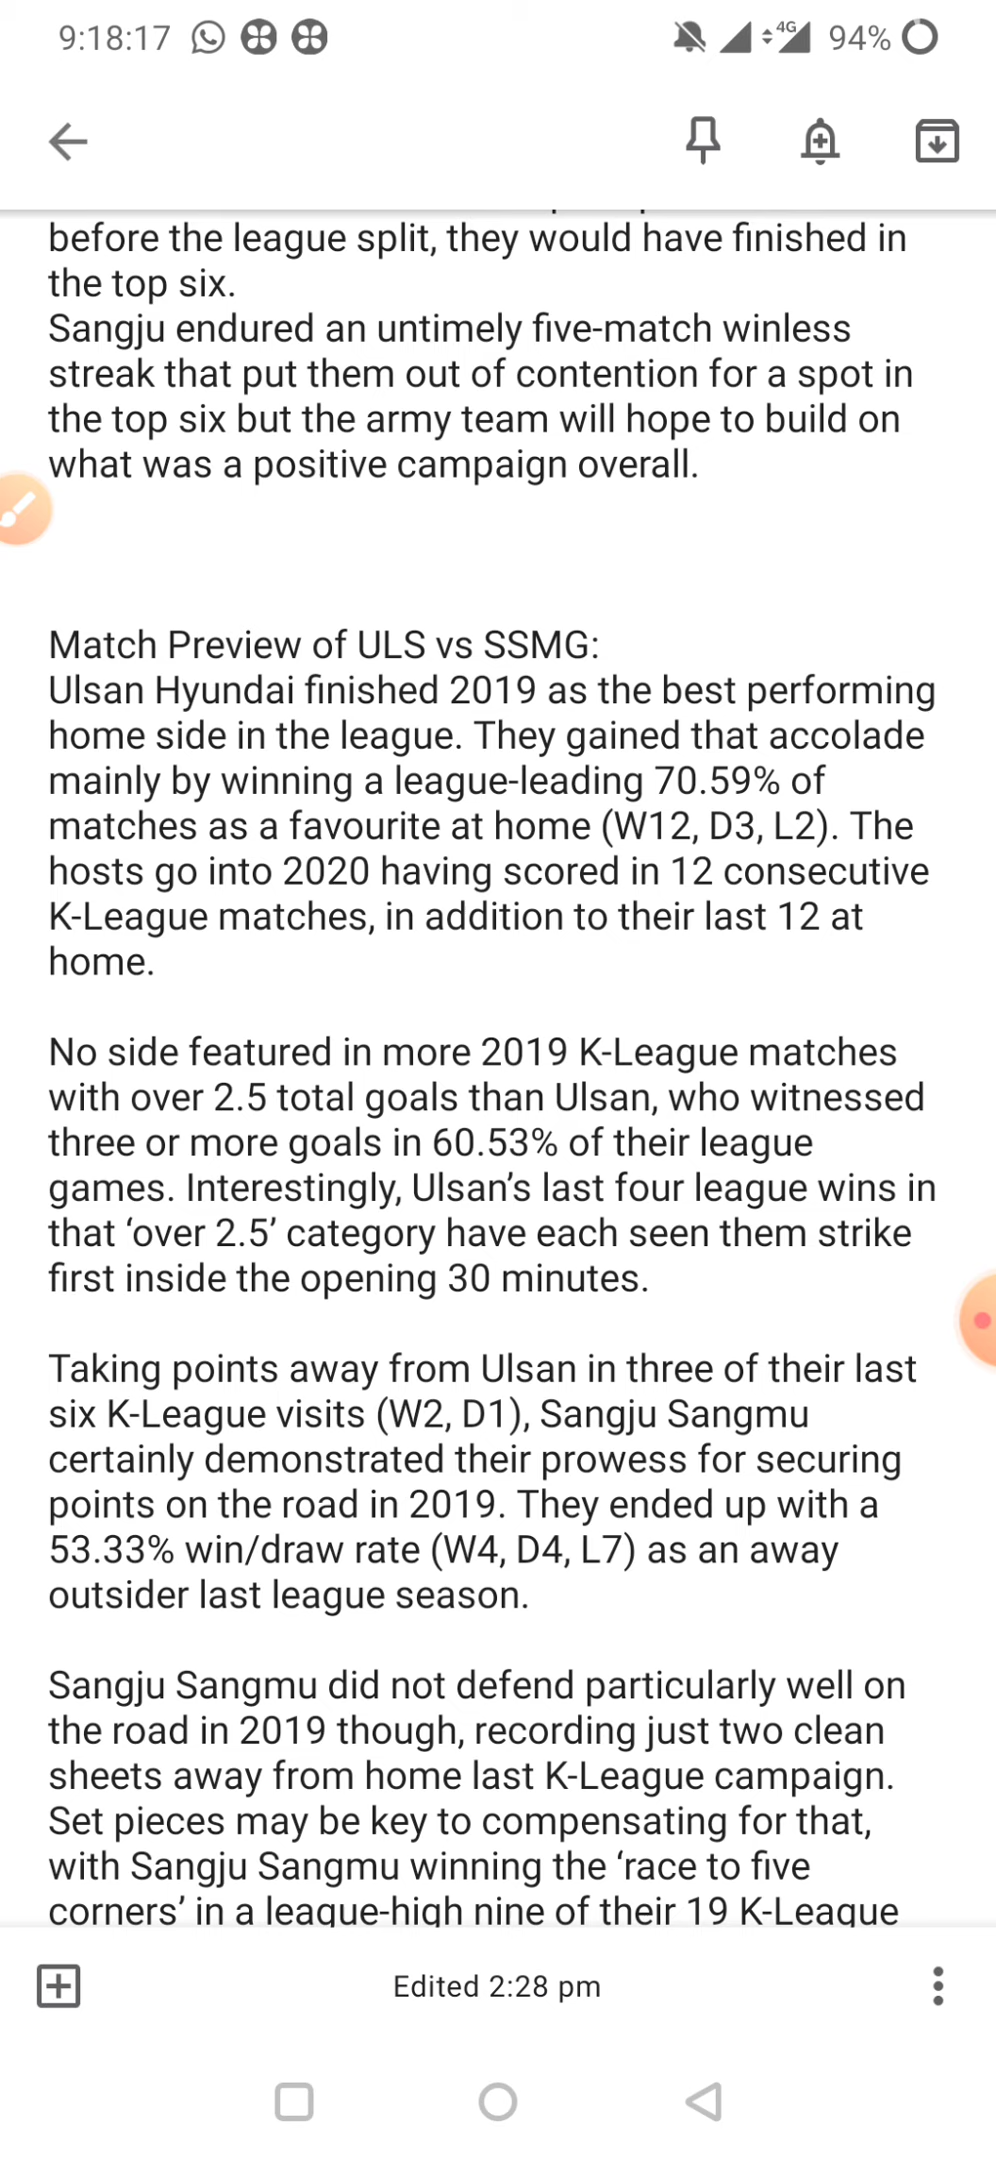 9:18:17 4G 94%
before the league split, they would have finished in
the top six.
Sangju endured an untimely five-match winless
streak that put them out of contention for a spot in
the top six but the army team will hope to build on
what was a positive campaign overall.
Match Preview of ULS vs SSMG:
Ulsan Hyundai finished 2019 as the best performing
home side in the league. They gained that accolade
mainly by winning a league-leading 70.59% of
matches as a favourite at home (W12, D3, L2). The
hosts go into 2020 having scored in 12 consecutive
K-League matches, in addition to their last 12 at
home.
No side featured in more 2019 K-League matches
with over 2.5 total goals than Ulsan, who witnessed
three or more goals in 60.53% of their league
games. Interestingly, Ulsan’s last four league wins in
that ‘over 2.5’ category have each seen them strike
first inside the opening 30 minutes.
Taking points away from Ulsan in three of their last
six K-League visits (W2, D1), Sangju Sangmu
certainly demonstrated their prowess for securing
points on the road in 2019. They ended up with a
53.33% win/draw rate (W4, D4, L7) as an away
outsider last league season.
Sangju Sangmu did not defend particularly well on
the road in 2019 though, recording just two clean
sheets away from home last K-League campaign.
Set pieces may be key to compensating for that,
with Sangju Sangmu winning the ‘race to five
corners’ in a league-high nine of their 19 K-League
Edited 2:28 pm